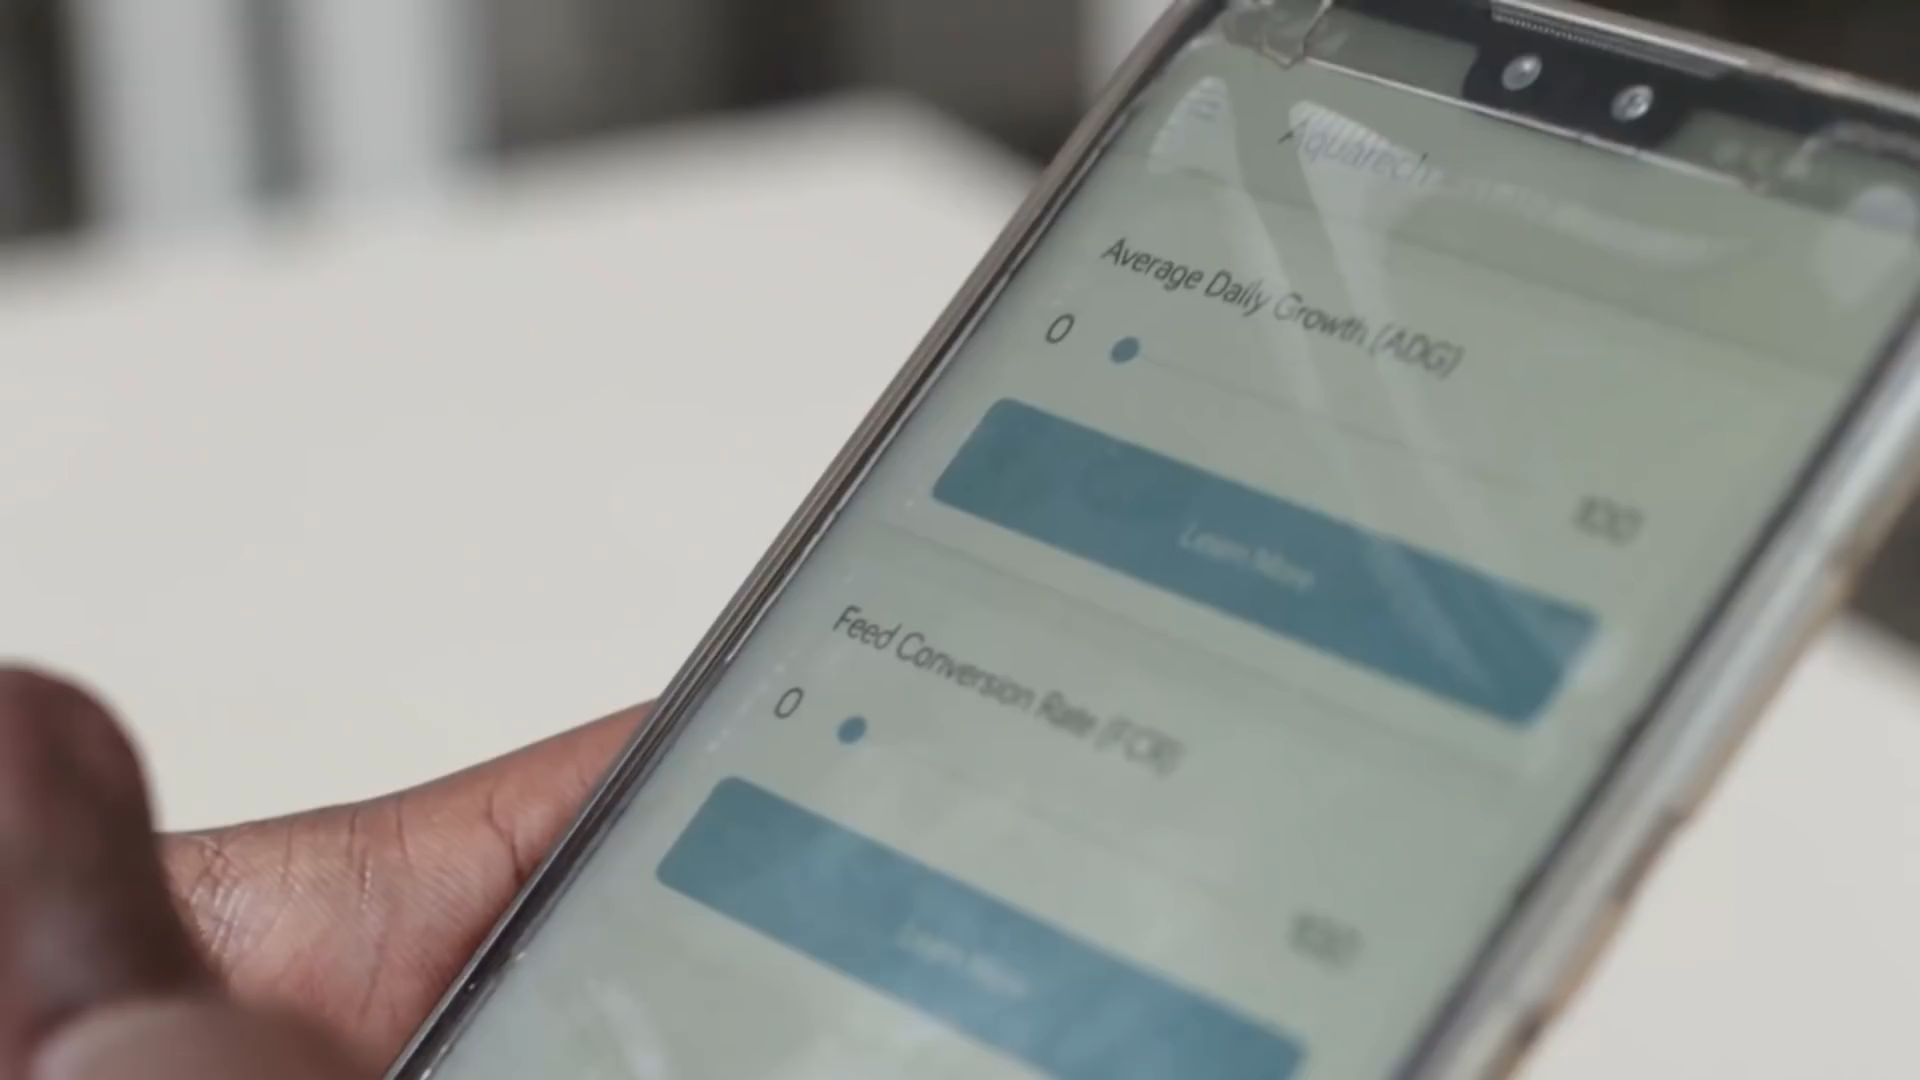 Aquatech
Average Daily Growth (ADG)
0
100
Learn More
Feed Conversion Rate (FCR)
0
100
Learn More